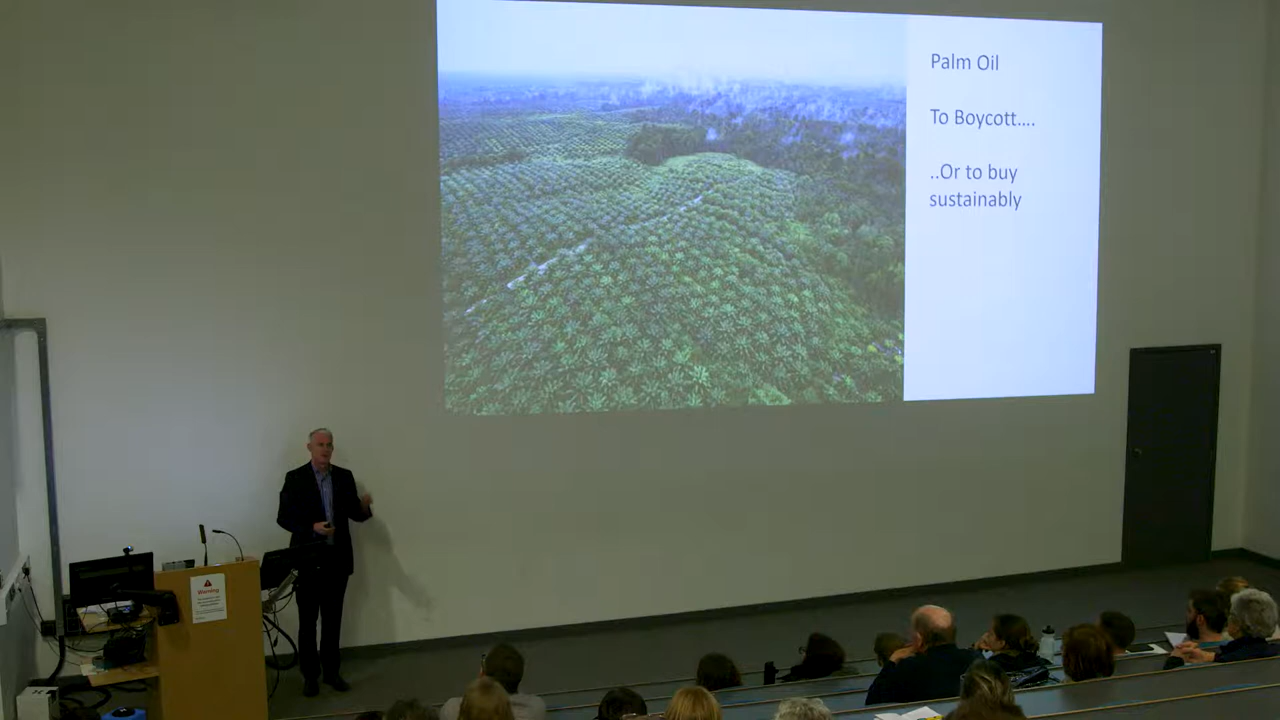 Palm Oil
To Boycott....
..Or to buy
sustainably
Warning